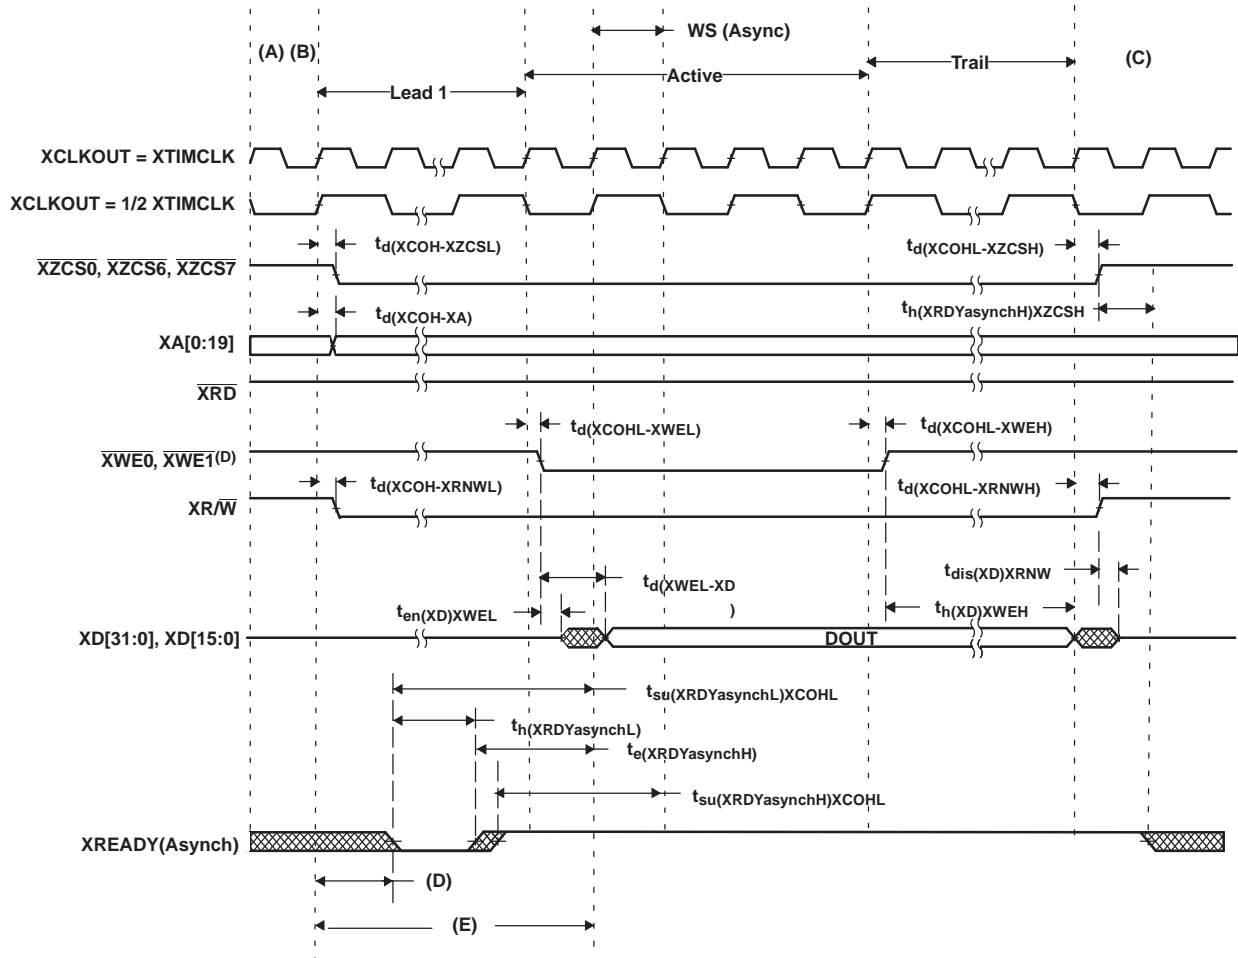 WS (Async)
(A) (B)
Trail
(C)
Active
Lead 1
XCLKOUT = XTIMCLK
XCLKOUT = 1/2 XTIMCLK
td(XCOH-XZCSL)
td(XCOHL-XZCSH)
XZCS0, XZCS6, XZCS7
td(XCOH-XA)
th(XRDYasynchH)XZCSH
XA[0:19]
XRD
td(XCOHL-XWEL)
td(XCOHL-XWEH)
XWE0, XWE1(D)
td(XCOH-XRNWL)
td(XCOHL-XRNWH)
XR/W
td(XWEL-XD
)
tdis(XD)XRNW
ten(XD)XWEL
th(XD)XWEH
XD[31:0], XD[15:0]
DOUT
tsu(XRDYasynchL)XCOHL
th(XRDYasynchL)
te(XRDYasynchH)
tsu(XRDYasynchH)XCOHL
XREADY(Asynch)
(D)
(E)